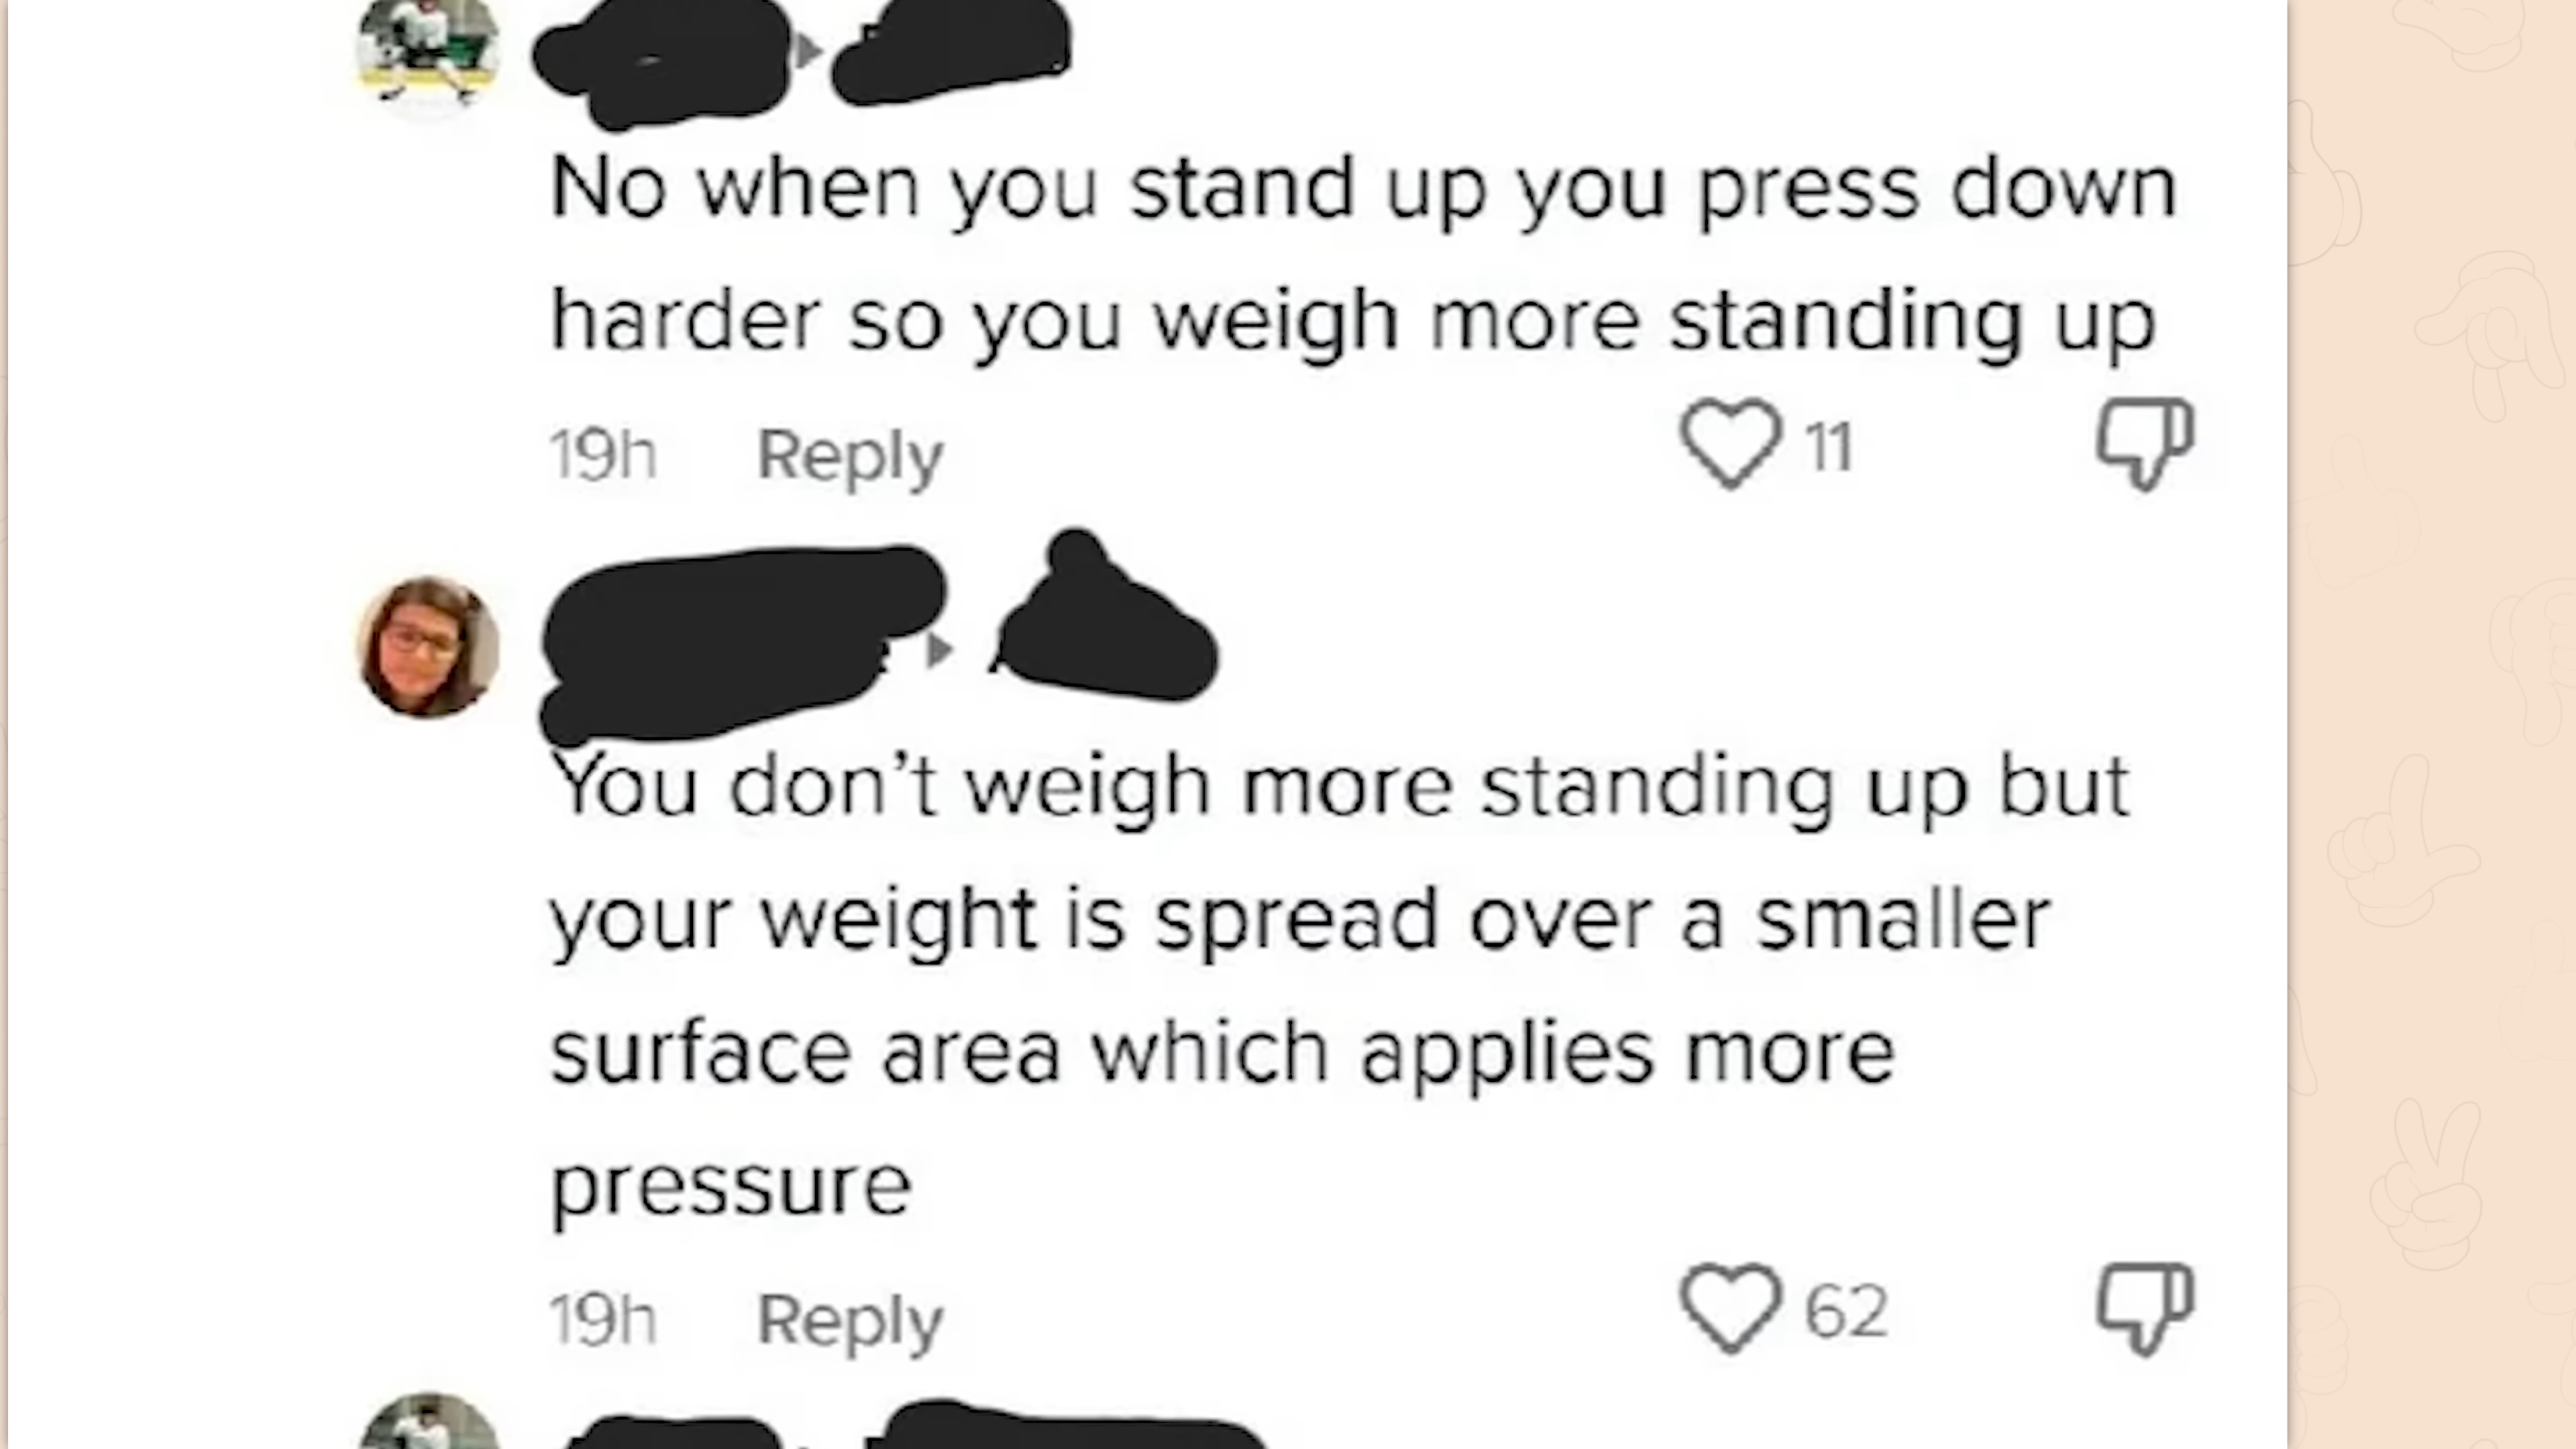 No when you stand up you press down
harder so you weigh more standing up
19h Reply 11
You don't weigh more standing up but
your weight is spread over a smaller
surface area which applies more
pressure
19h Reply 62